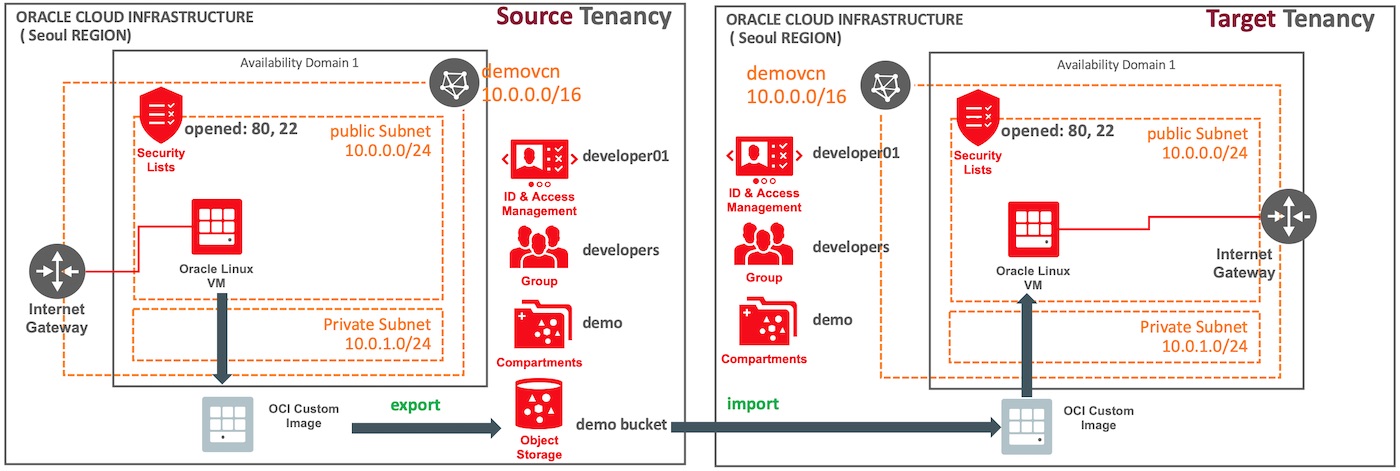 ORACLE CLOUD INFRASTRUCTURE
( Seoul REGION)
Source Tenancy
Availability Domain 1
demovcn
10.0.0.0/16
opened: 80, 22
Security
Lists
public Subnet
10.0.0.0/24
Oracle Linux
VM
Internet
Gateway
Private Subnet
10.0.1.0/24
developer01
ID & Access
Management
developers
Group
demo
Compartments
OCI Custom
Image
export
demo bucket
Object
Storage
ORACLE CLOUD INFRASTRUCTURE
( Seoul REGION)
Target Tenancy
Availability Domain 1
demovcn
10.0.0.0/16
opened: 80, 22
Security
Lists
public Subnet
10.0.0.0/24
developer01
ID & Access
Management
developers
Group
demo
Compartments
Oracle Linux
VM
Internet
Gateway
Private Subnet
10.0.1.0/24
import
OCI Custom
Image